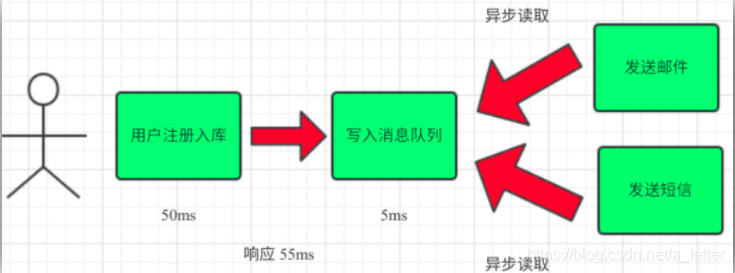 异步读取
发送邮件
用户注册入库
写入消息队列
发送短信
50ms
5ms
响应 55ms
异步读取
https://blog.csdn.net/a_letter